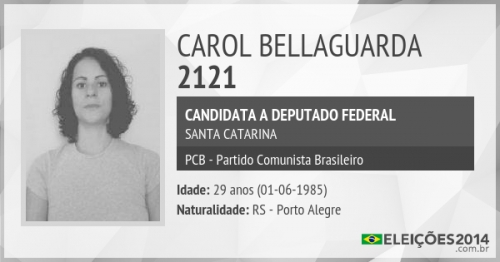 CAROL BELLAGUARDA
2121
CANDIDATA A DEPUTADO FEDERAL
SANTA CATARINA
PCB - Partido Comunista Brasileiro
Idade: 29 anos (01-06-1985)
Naturalidade: RS - Porto Alegre
ELEIÇÕES2014
.com.br